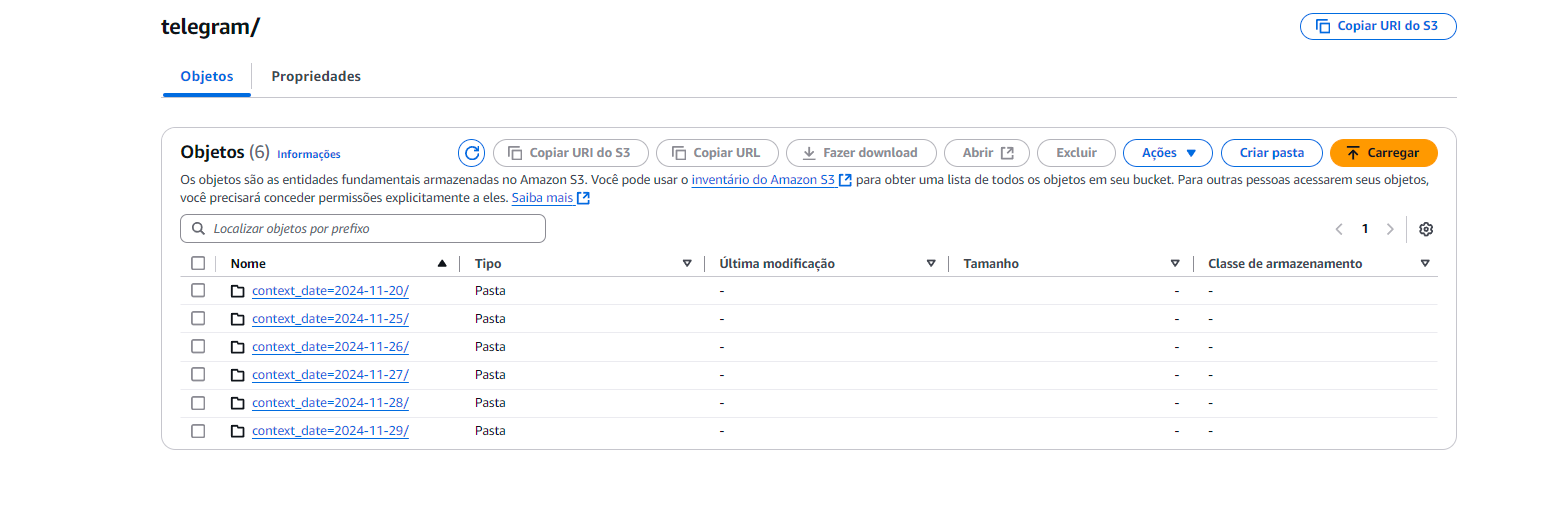 telegram/
Copiar URI do S3
Objetos
Propriedades
Objetos (6) Informações
Copiar URI do S3
Copiar URL
Fazer download
Abrir
Excluir
Ações
Criar pasta
Carregar
Os objetos são as entidades fundamentais armazenadas no Amazon S3. Você pode usar o inventário do Amazon S3 para obter uma lista de todos os objetos em seu bucket. Para outras pessoas acessarem seus objetos,
você precisará conceder permissões explicitamente a eles. Saiba mais
Localizar objetos por prefixo
1
Nome Tipo Última modificação Tamanho Classe de armazenamento
context_date=2024-11-20/ Pasta - - -
context_date=2024-11-25/ Pasta - - -
context_date=2024-11-26/ Pasta - - -
context_date=2024-11-27/ Pasta - - -
context_date=2024-11-28/ Pasta - - -
context_date=2024-11-29/ Pasta - - -